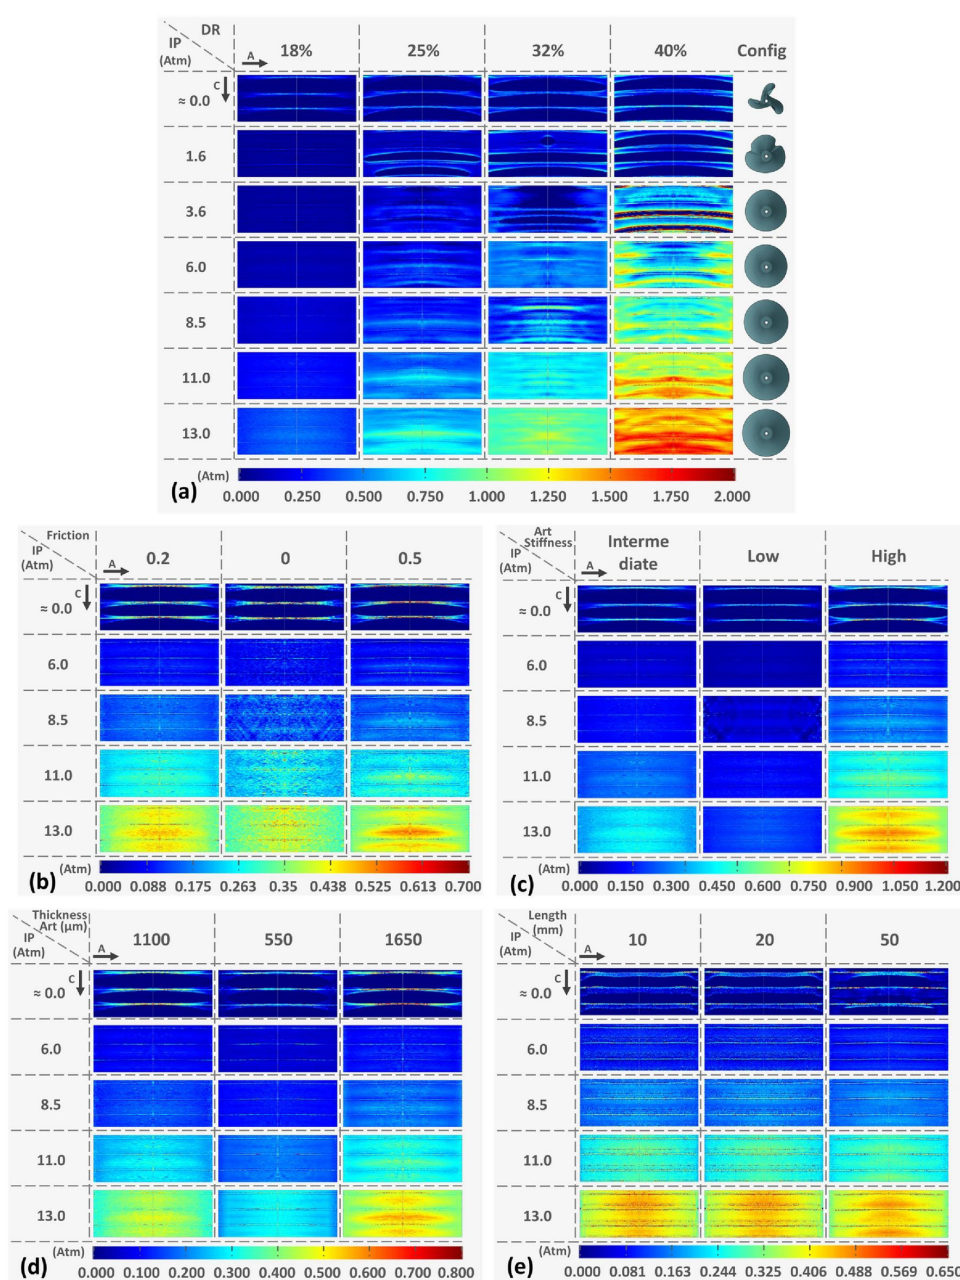 DR
IP
(Atm)
A
18% 25% 32% 40% Config
C
≈ 0.0
1.6
3.6
6.0
8.5
11.0
13.0
(Atm)
(a)
0.000 0.250 0.500 0.750 1.000 1.250 1.500 1.750 2.000
Friction
IP
(Atm)
A
0.2 0 0.5
C
≈ 0.0
6.0
8.5
11.0
13.0
(Atm)
(b)
0.000 0.088 0.175 0.263 0.35 0.438 0.525 0.613 0.700
Art
Stiffness
IP
(Atm)
A
Interme
diate
Low High
C
≈ 0.0
6.0
8.5
11.0
13.0
(Atm)
(c)
0.000 0.150 0.300 0.450 0.600 0.750 0.900 1.050 1.200
Thickness
Art (μm)
IP
(Atm)
A
1100 550 1650
C
≈ 0.0
6.0
8.5
11.0
13.0
(Atm)
(d)
0.000 0.100 0.200 0.300 0.400 0.500 0.600 0.700 0.800
Length
(mm)
IP
(Atm)
A
10 20 50
C
≈ 0.0
6.0
8.5
11.0
13.0
(Atm)
(e)
0.000 0.081 0.163 0.244 0.325 0.406 0.488 0.569 0.650